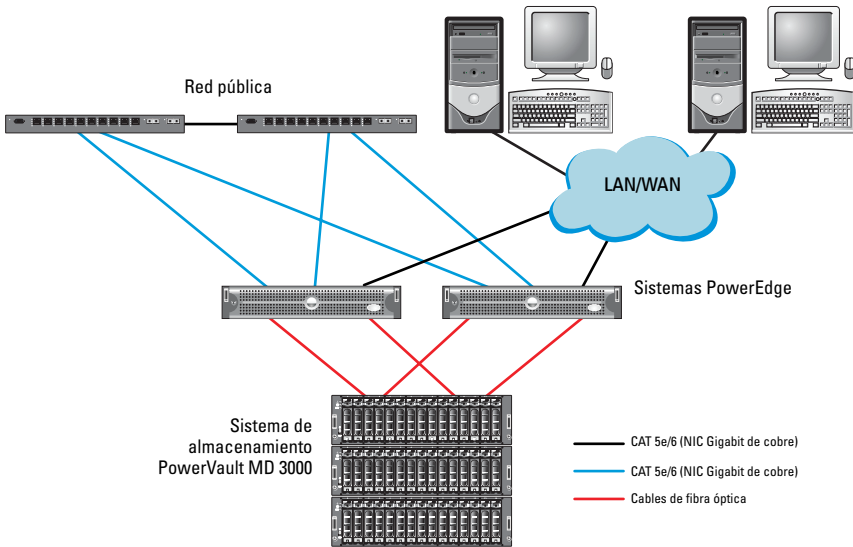 Red pública
LAN/WAN
Sistemas PowerEdge
Sistema de
almacenamiento
PowerVault MD 3000
CAT 5e/6 (NIC Gigabit de cobre)
CAT 5e/6 (NIC Gigabit de cobre)
Cables de fibra óptica